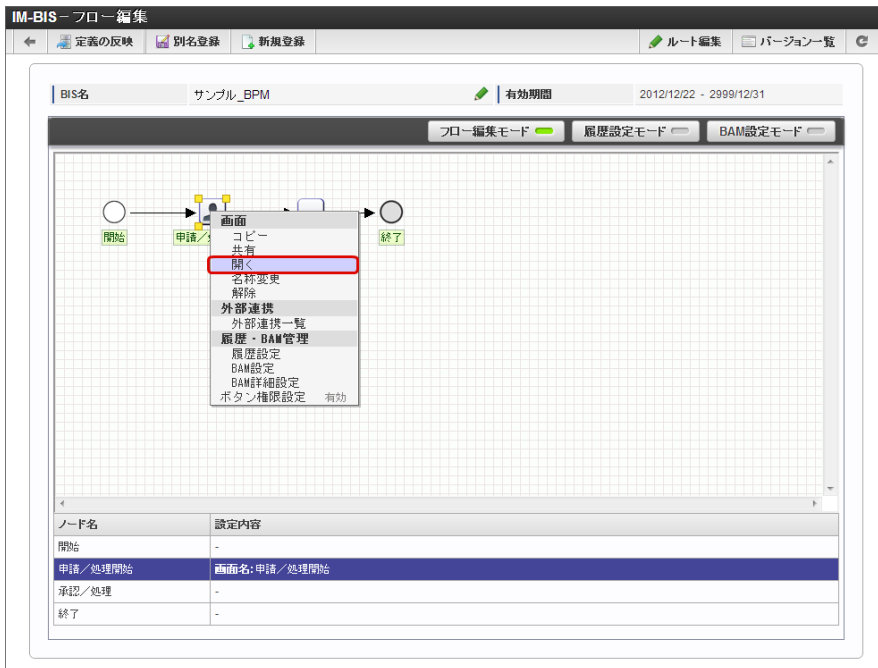 IM-BIS－フロー編集
定義の反映 別名登録 新規登録 ルート編集 バージョン一覧
BIS名 サンプル_BPM 有効期間 2012/12/22 - 2999/12/31
フロー編集モード 履歴設定モード BAM設定モード
開始 申請／ 終了
画面
コピー
共有
開く
名称変更
解除
外部連携
外部連携一覧
履歴・BAM管理
履歴設定
BAM設定
BAM詳細設定
ボタン権限設定 有効
ノード名 設定内容
開始 -
申請／処理開始 画面名:申請／処理開始
承認／処理 -
終了 -